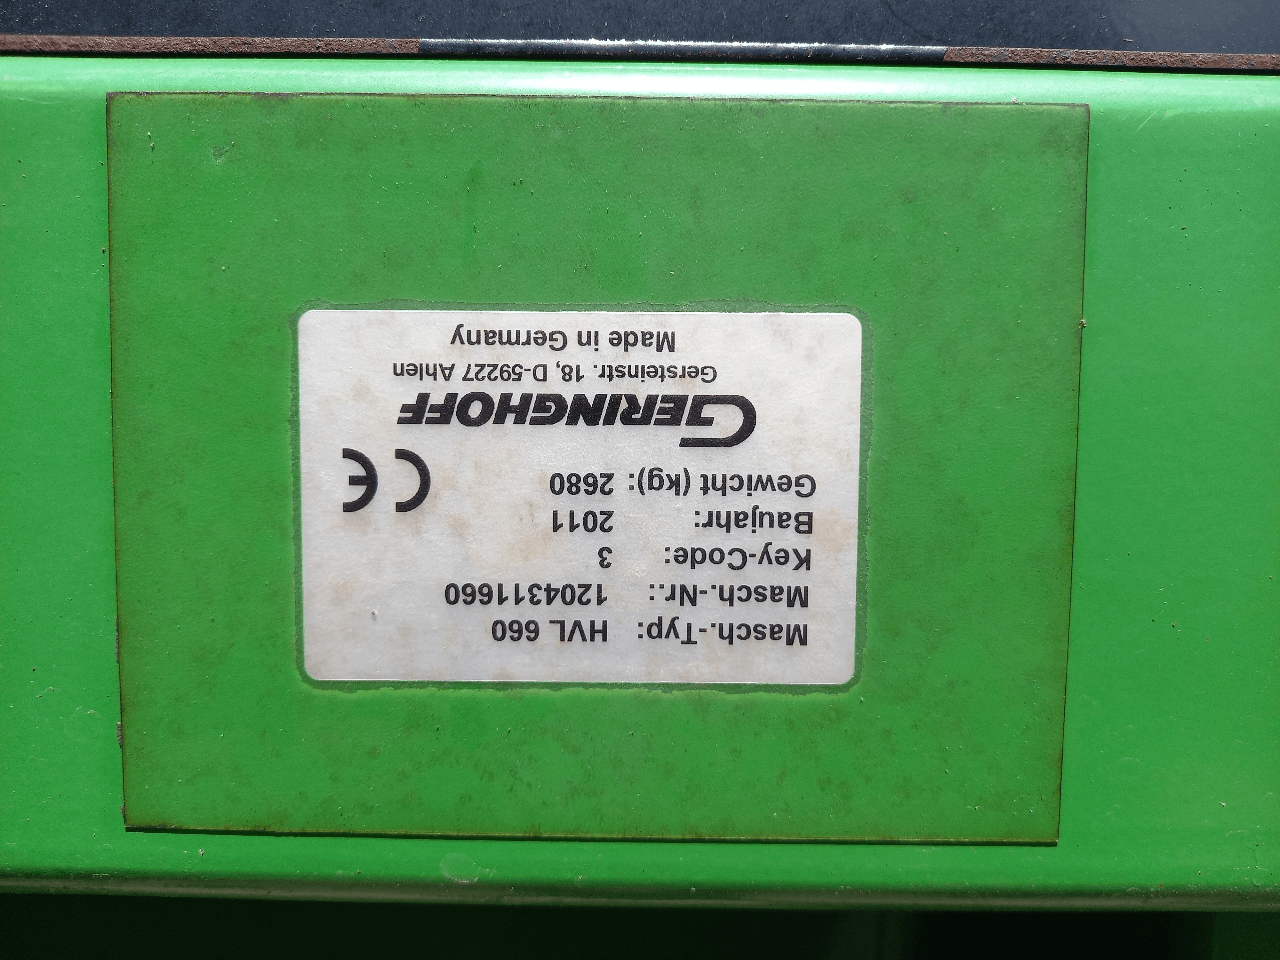 Masch.-Typ: HVL 660
Masch.-Nr.: 1204311660
Key-Code: 3
Baujahr: 2011
Gewicht (kg): 2680
CE
GERINGHOFF
Gersteinstr. 18, D-59227 Ahlen
Made in Germany